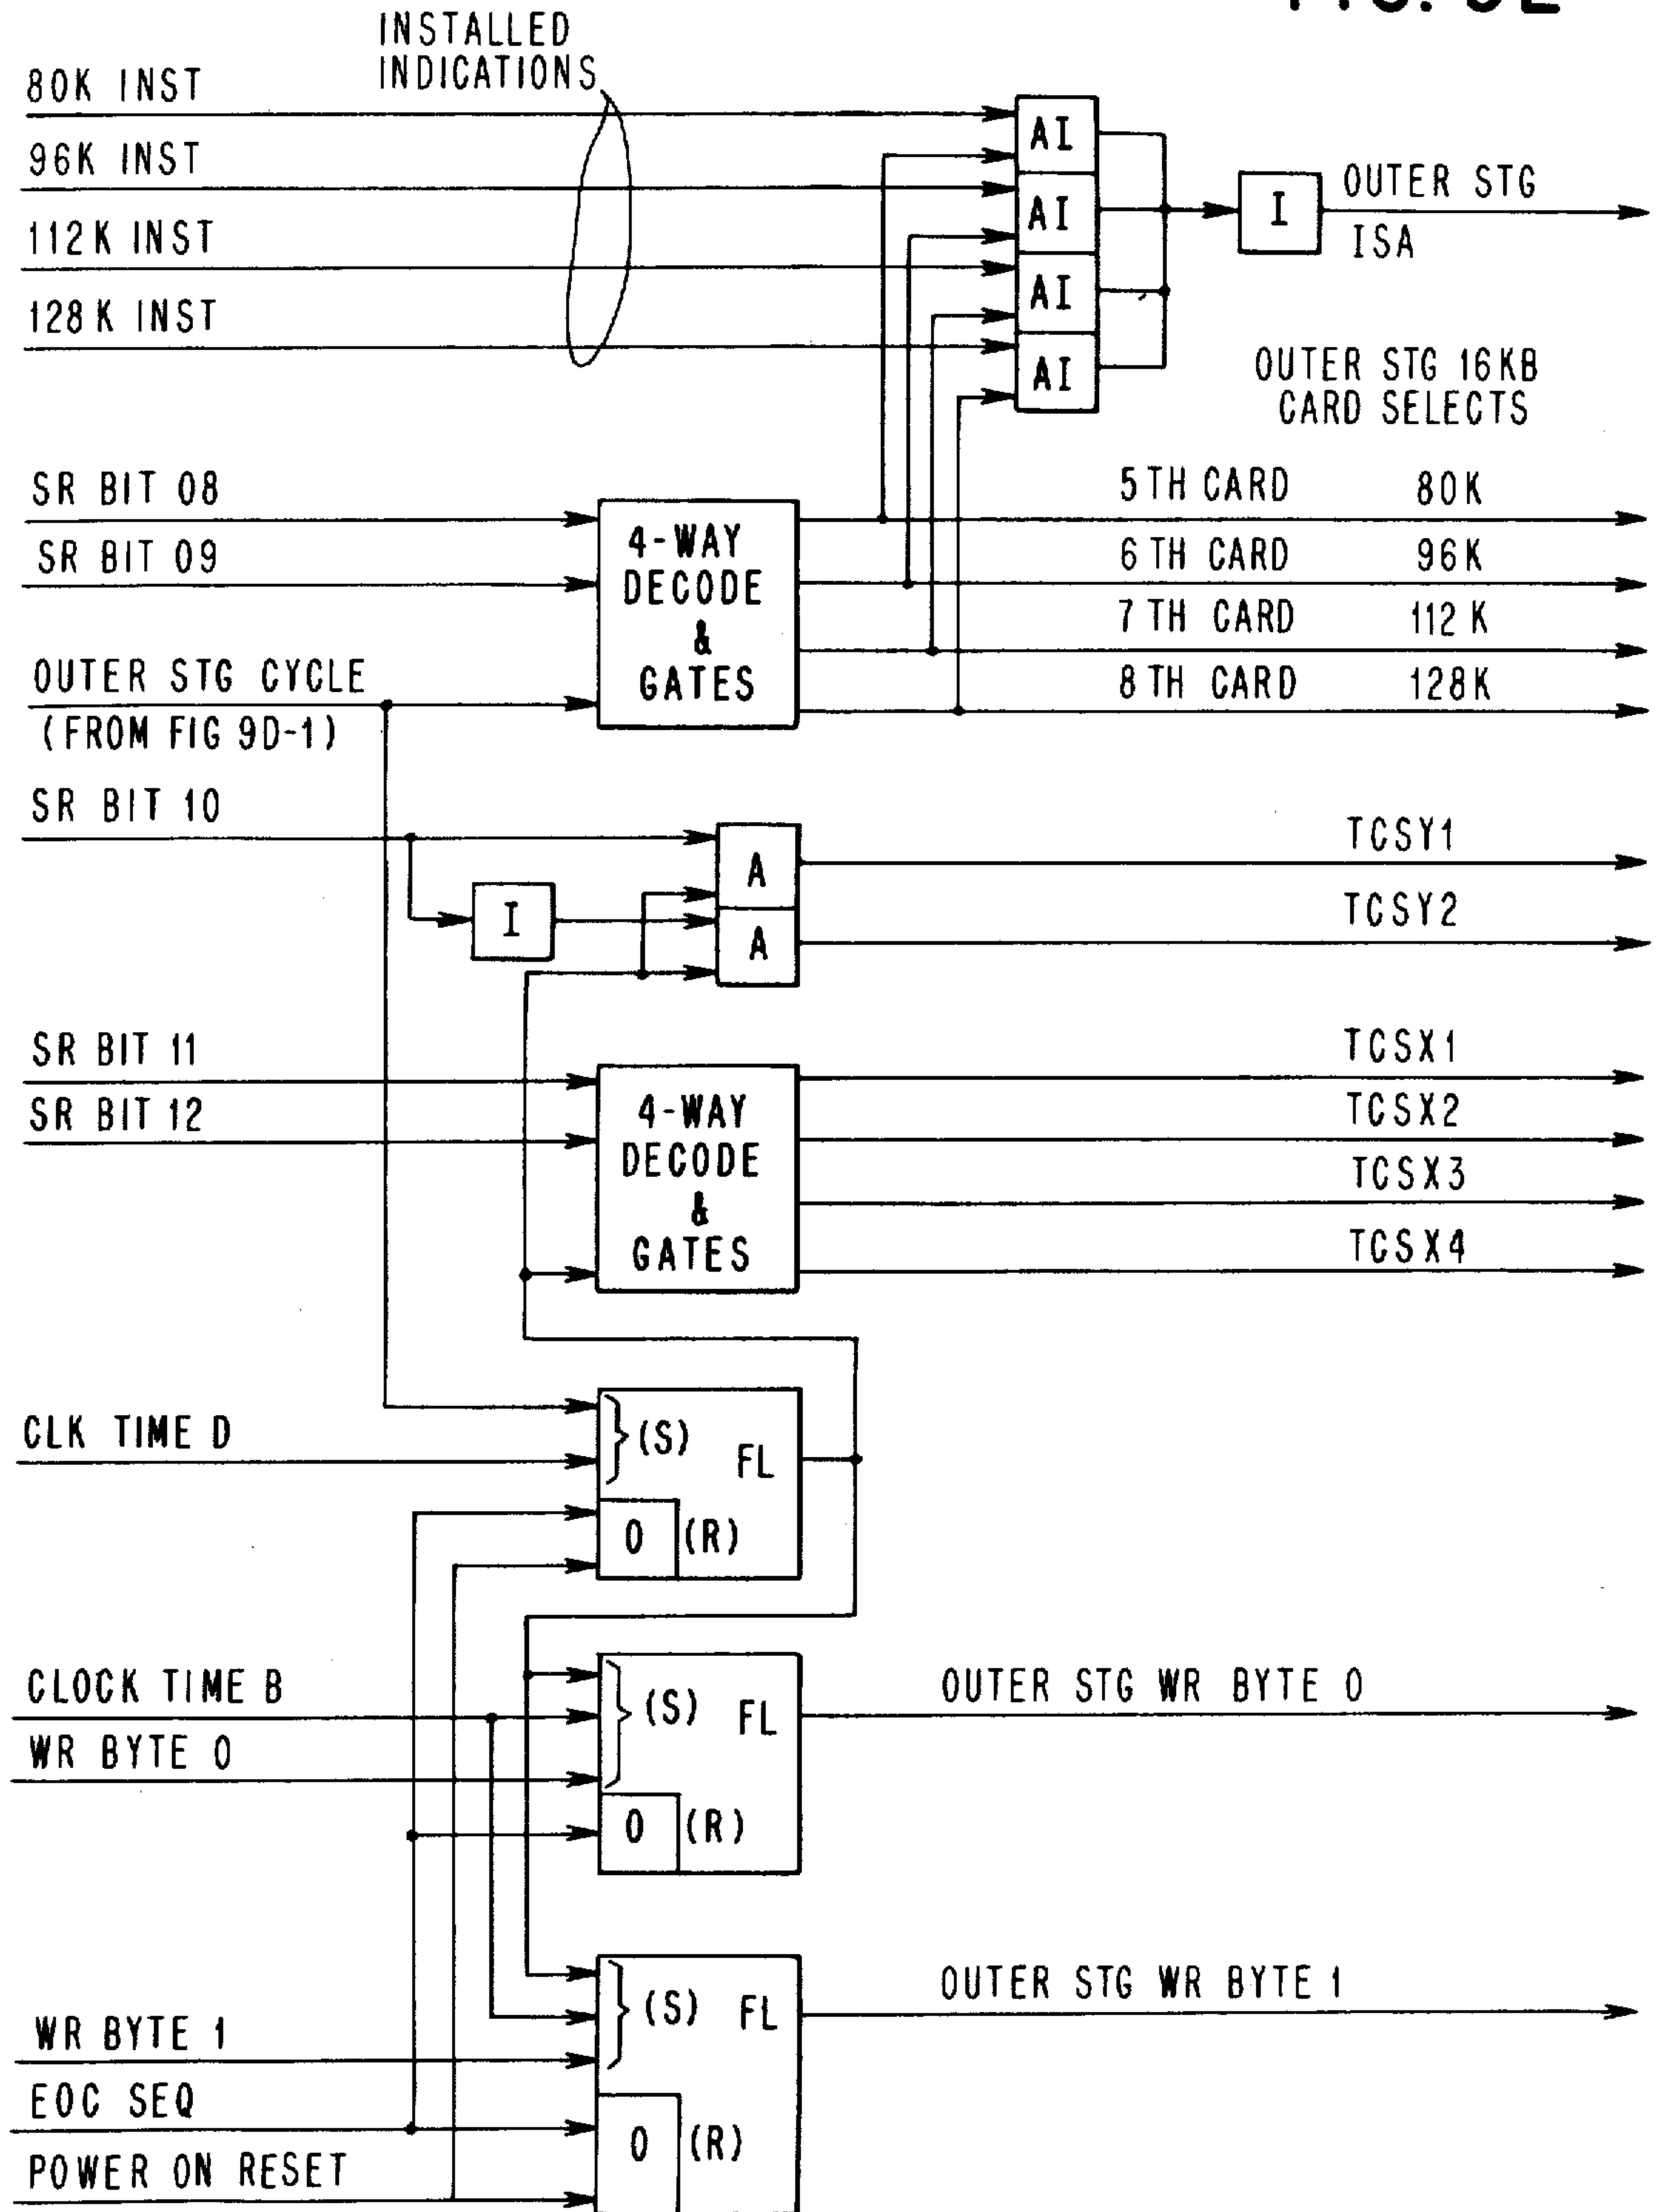 INSTALLED
INDICATIONS
80K INST
96K INST
112K INST
128K INST
AI
AI
AI
AI
I
OUTER STG
ISA
OUTER STG 16KB
CARD SELECTS
SR BIT 08
SR BIT 09
OUTER STG CYCLE
(FROM FIG 9D-1)
4-WAY
DECODE
&
GATES
5TH CARD 80K
6TH CARD 96K
7TH CARD 112K
8TH CARD 128K
SR BIT 10
I
A
A
TCSY1
TCSY2
SR BIT 11
SR BIT 12
4-WAY
DECODE
&
GATES
TCSX1
TCSX2
TCSX3
TCSX4
CLK TIME D
(S) FL
O (R)
CLOCK TIME B
WR BYTE 0
(S) FL
O (R)
OUTER STG WR BYTE 0
WR BYTE 1
EOC SEQ
POWER ON RESET
(S) FL
O (R)
OUTER STG WR BYTE 1